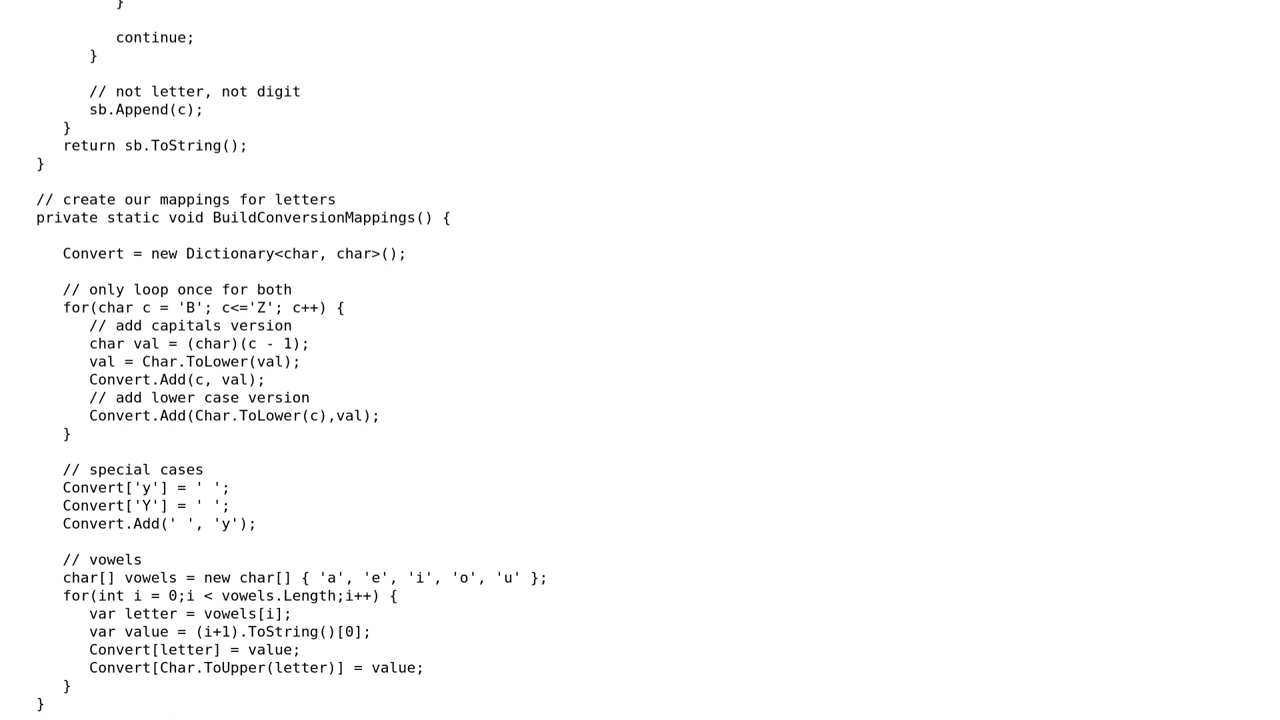 }
continue;
}
// not letter, not digit
sb.Append(c);
}
return sb.ToString();
}
// create our mappings for letters
private static void BuildConversionMappings() {
Convert = new Dictionary<char, char>();
// only loop once for both
for(char c = 'B'; c<='Z'; c++) {
// add capitals version
char val = (char)(c - 1);
val = Char.ToLower(val);
Convert.Add(c, val);
// add lower case version
Convert.Add(Char.ToLower(c),val);
}
// special cases
Convert['y'] = ' ';
Convert['Y'] = ' ';
Convert.Add(' ', 'y');
// vowels
char[] vowels = new char[] { 'a', 'e', 'i', 'o', 'u' };
for(int i = 0;i < vowels.Length;i++) {
var letter = vowels[i];
var value = (i+1).ToString()[0];
Convert[letter] = value;
Convert[Char.ToUpper(letter)] = value;
}
}